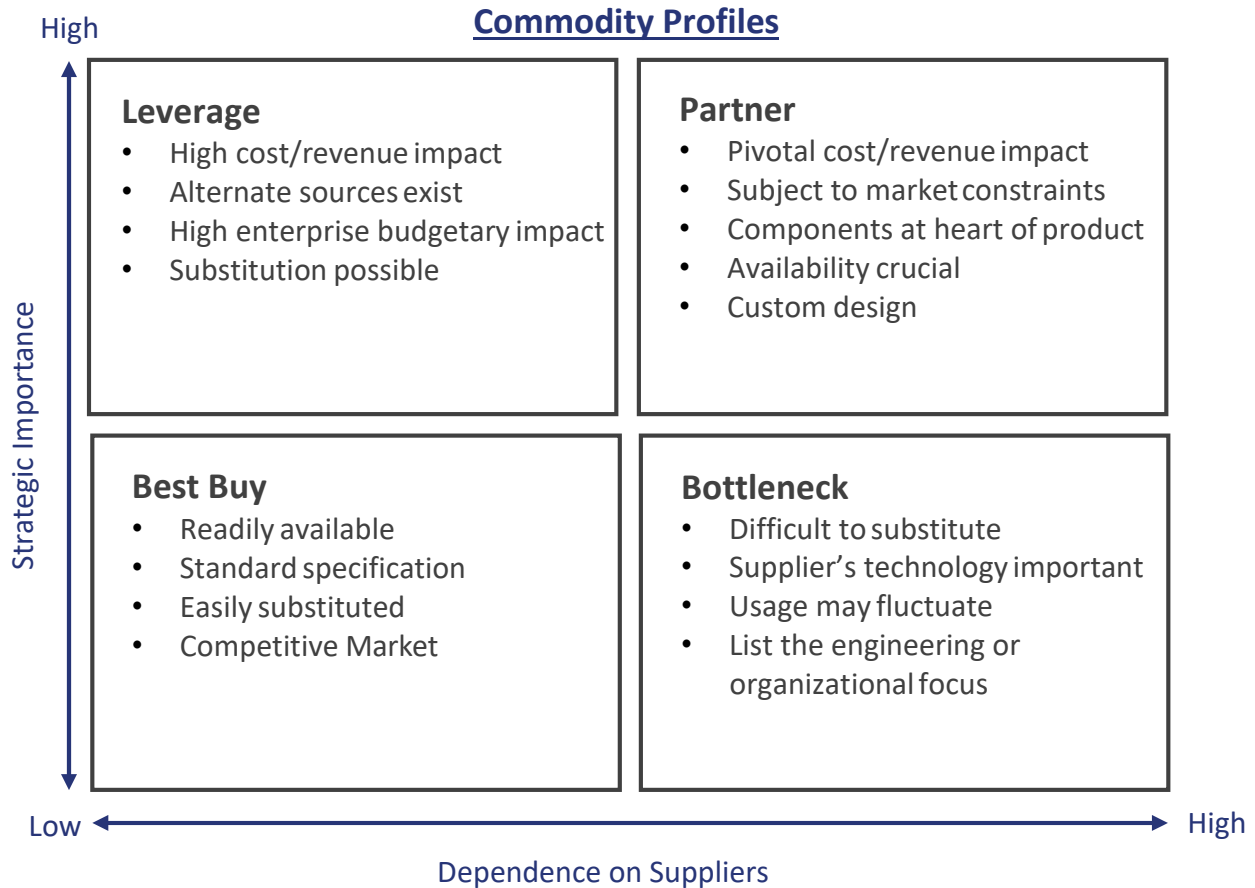 Commodity Profiles
High
Leverage
• High cost/revenue impact
• Alternate sources exist
• High enterprise budgetary impact
• Substitution possible
Partner
• Pivotal cost/revenue impact
• Subject to market constraints
• Components at heart of product
• Availability crucial
• Custom design
Strategic Importance
Best Buy
• Readily available
• Standard specification
• Easily substituted
• Competitive Market
Bottleneck
• Difficult to substitute
• Supplier’s technology important
• Usage may fluctuate
• List the engineering or
organizational focus
Low
High
Dependence on Suppliers